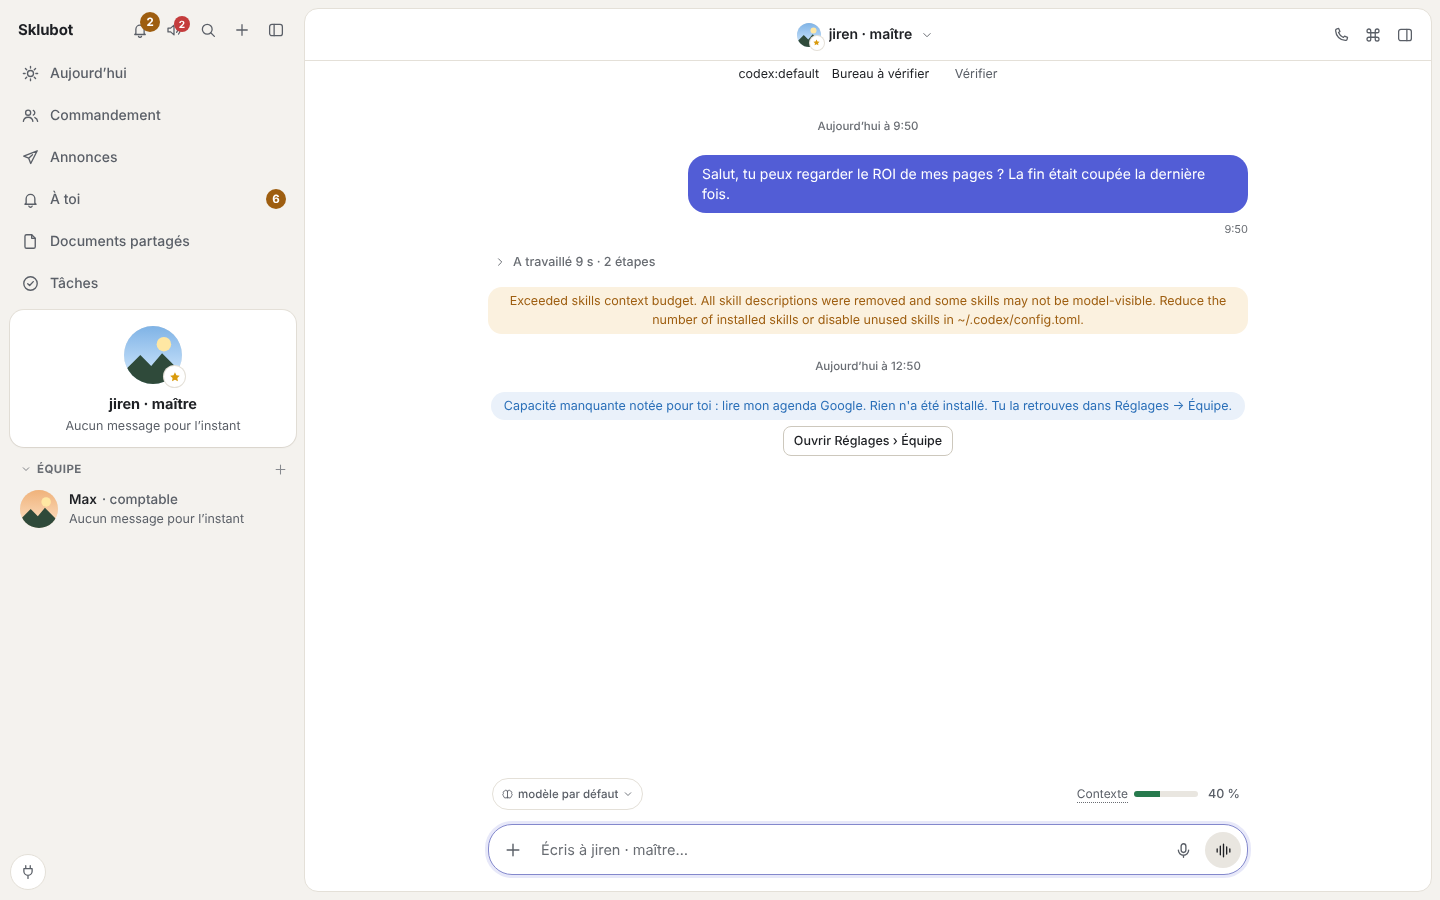 Sklubot
2
2
Aujourd’hui
Commandement
Annonces
À toi
6
Documents partagés
Tâches
jiren · maître
Aucun message pour l’instant
ÉQUIPE
Max · comptable
Aucun message pour l’instant
jiren · maître
codex:default Bureau à vérifier Vérifier
Aujourd’hui à 9:50
Salut, tu peux regarder le ROI de mes pages ? La fin était coupée la dernière
fois.
9:50
A travaillé 9 s · 2 étapes
Exceeded skills context budget. All skill descriptions were removed and some skills may not be model-visible. Reduce the
number of installed skills or disable unused skills in ~/.codex/config.toml.
Aujourd’hui à 12:50
Capacité manquante notée pour toi : lire mon agenda Google. Rien n'a été installé. Tu la retrouves dans Réglages → Équipe.
Ouvrir Réglages › Équipe
modèle par défaut
Contexte 40 %
Écris à jiren · maître…